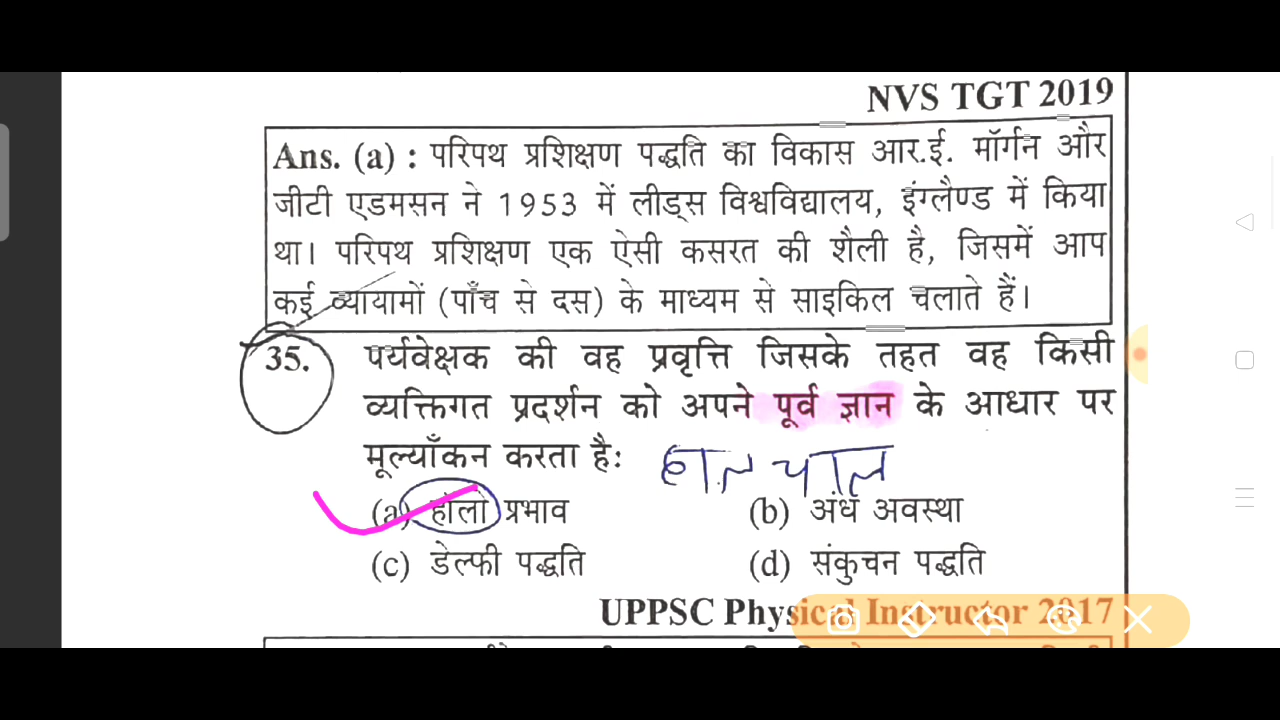 NVS TGT 2019
Ans. (a) : परिपथ प्रशिक्षण पद्धति का विकास आर.ई. मॉर्गन और
जीटी एडमसन ने 1953 में लीड्स विश्वविद्यालय, इंग्लैण्ड में किया
था। परिपथ प्रशिक्षण एक ऐसी कसरत की शैली है, जिसमें आप
कई व्यायामों (पाँच से दस) के माध्यम से साइकिल चलाते हैं।
35. पर्यवेक्षक की वह प्रवृत्ति जिसके तहत वह किसी
व्यक्तिगत प्रदर्शन को अपने पूर्व ज्ञान के आधार पर
मूल्याँकन करता है:
(a) हॉलो प्रभाव (b) अंध अवस्था
(c) डेल्फी पद्धति (d) संकुचन पद्धति
UPPSC Physical Instructor 2017